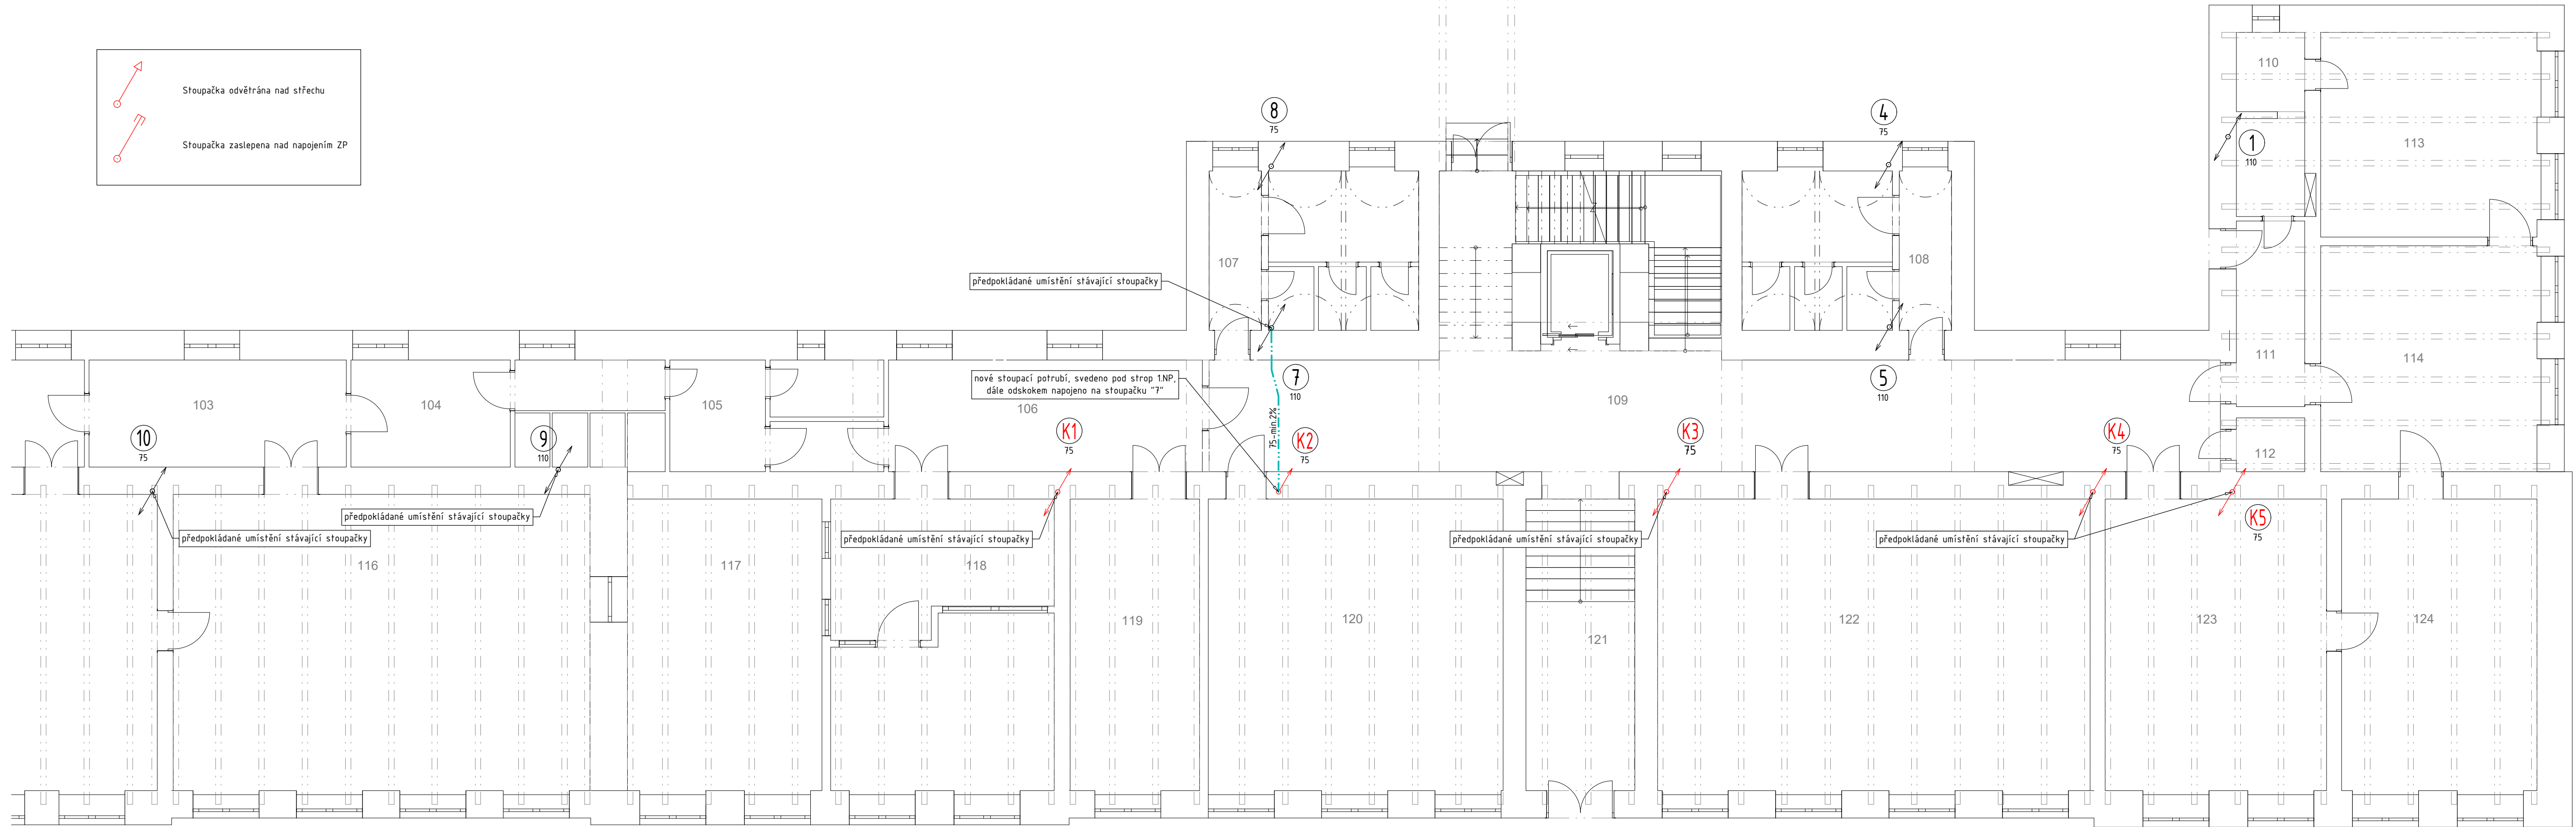 Stoupačka odvětrána nad střechu
Stoupačka zaslepena nad napojením ZP
110
8
75
4
75
1
110
113
107
108
předpokládané umístění stávající stoupačky
111
114
nové stoupací potrubí, svedeno pod strop 1.NP,
dále odskokem napojeno na stoupačku "7"
7
110
5
110
103
104
105
106
109
75-min.2%
10
75
9
110
K1
75
K2
75
K3
75
K4
75
112
předpokládané umístění stávající stoupačky
předpokládané umístění stávající stoupačky
předpokládané umístění stávající stoupačky
předpokládané umístění stávající stoupačky
předpokládané umístění stávající stoupačky
K5
75
116
117
118
119
120
121
122
123
124